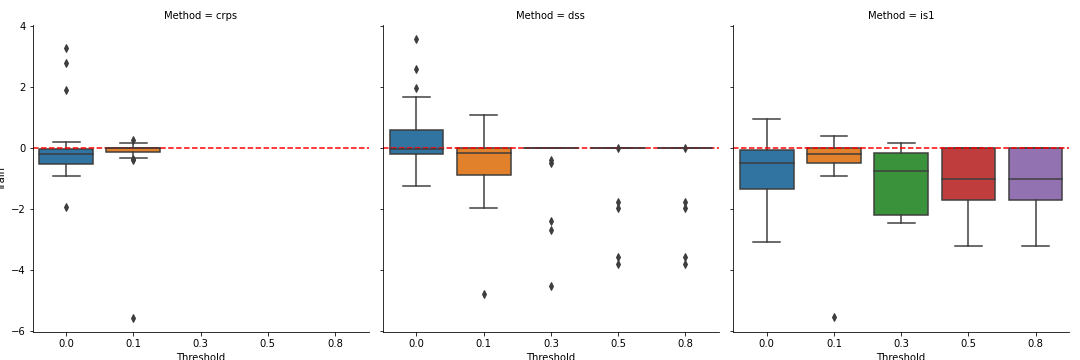 Method = crps
Method = dss
Method = is1
4
2
0
−2
−4
−6
0.0 0.1 0.3 0.5 0.8
0.0 0.1 0.3 0.5 0.8
0.0 0.1 0.3 0.5 0.8
Threshold
Threshold
Threshold